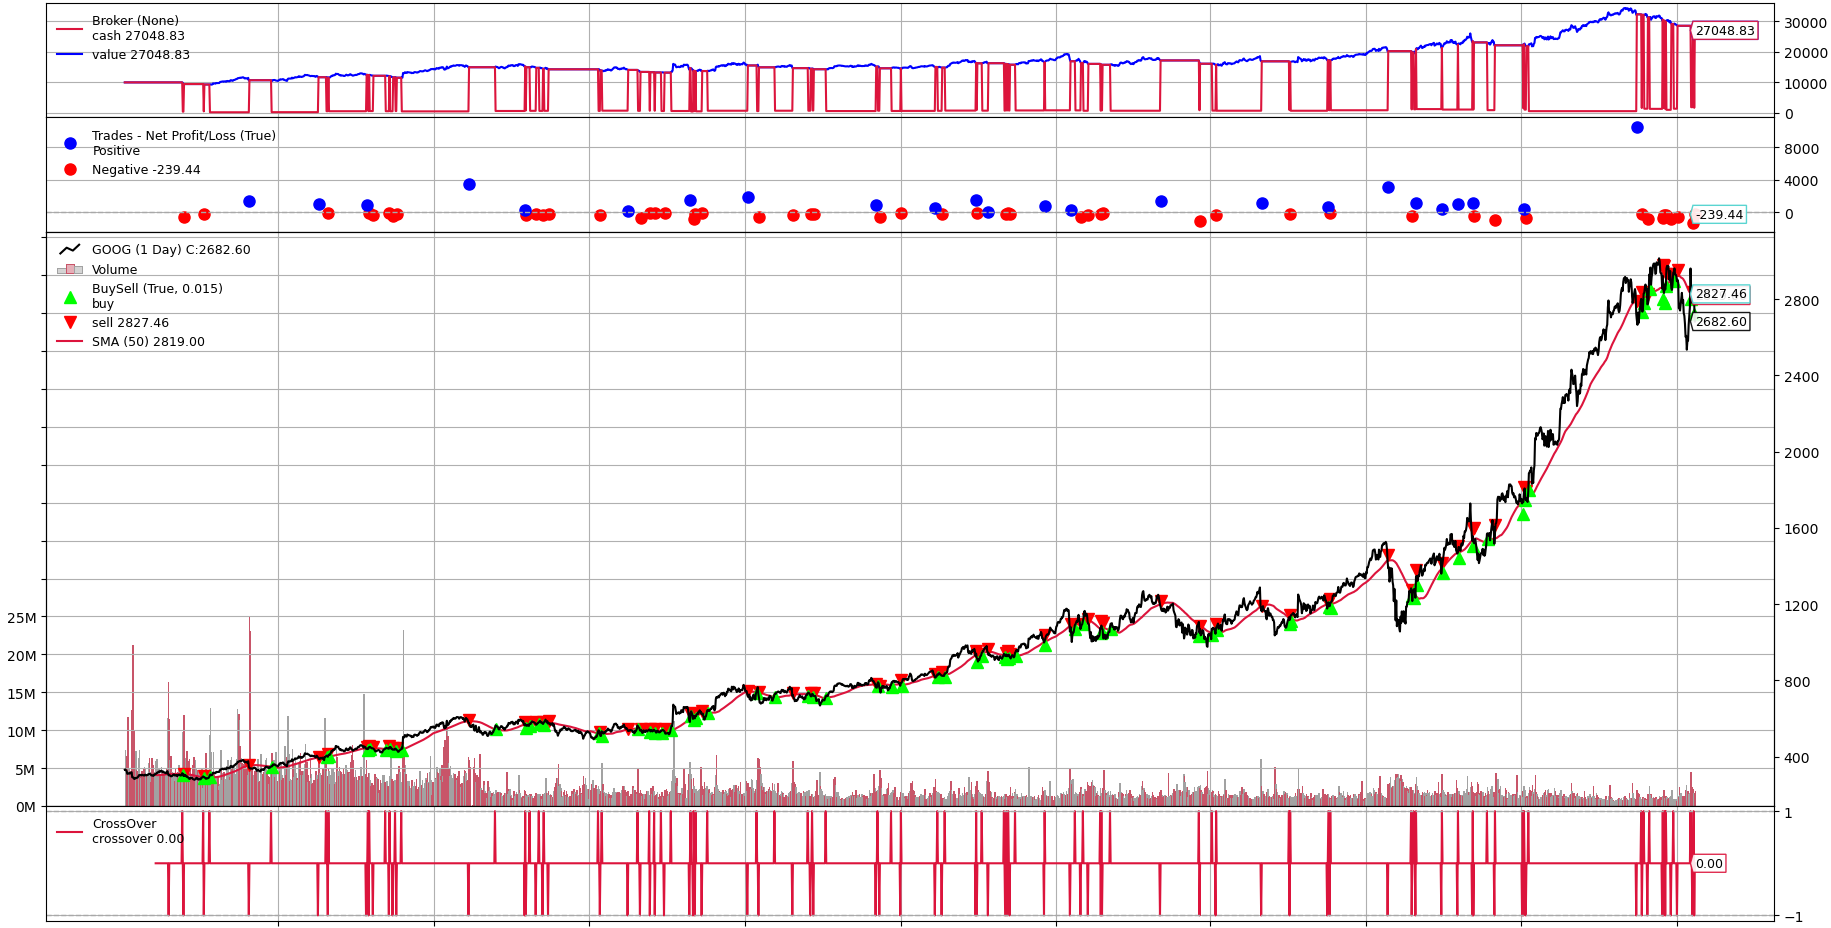 Broker (None)
cash 27048.83
value 27048.83
30000
27048.83
20000
10000
0
Trades - Net Profit/Loss (True)
Positive
Negative -239.44
8000
4000
0
-239.44
GOOG (1 Day) C:2682.60
Volume
BuySell (True, 0.015)
buy
sell 2827.46
SMA (50) 2819.00
2827.46
2800
2682.60
2400
2000
1600
1200
800
400
25M
20M
15M
10M
5M
0M
CrossOver
crossover 0.00
1
0.00
−1